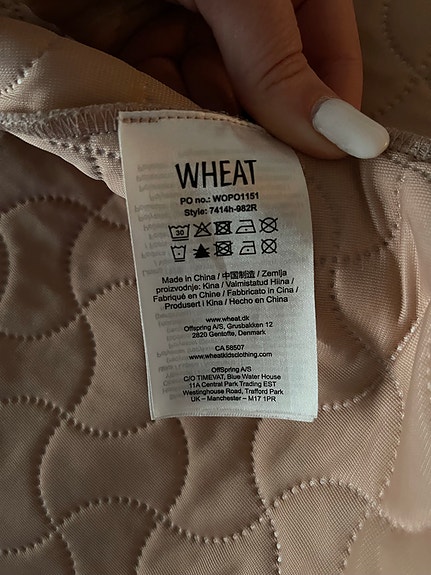 WHEAT
PO no.: WOPO1151
Style: 7414h-982R
30
Made in China / 中国制造 / Zemlja
proizvodnje: Kina / Valmistatud Hiina /
Fabriqué en Chine / Fabbricato in Cina /
Produsert i Kina / Hecho en China
www.wheat.dk
Offspring A/S, Grusbakken 12
2820 Gentofte, Denmark
CA 58507
www.wheatkidsclothing.com
OffSpring A/S
C/O TIMEVAT, Blue Water House
11A Central Park Trading EST
Westinghouse Road, Trafford Park
UK – Manchester – M17 1PR